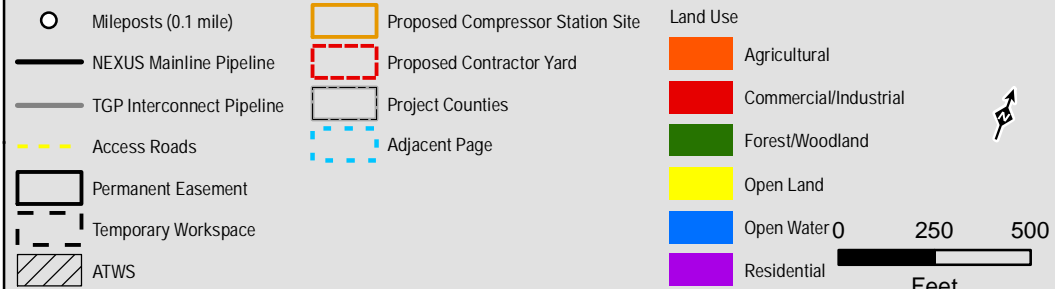 Mileposts (0.1 mile)
NEXUS Mainline Pipeline
TGP Interconnect Pipeline
Access Roads
Permanent Easement
Temporary Workspace
ATWS
Proposed Compressor Station Site
Proposed Contractor Yard
Project Counties
Adjacent Page
Land Use
Agricultural
Commercial/Industrial
Forest/Woodland
Open Land
Open Water
Residential
N
0 250 500
Feet